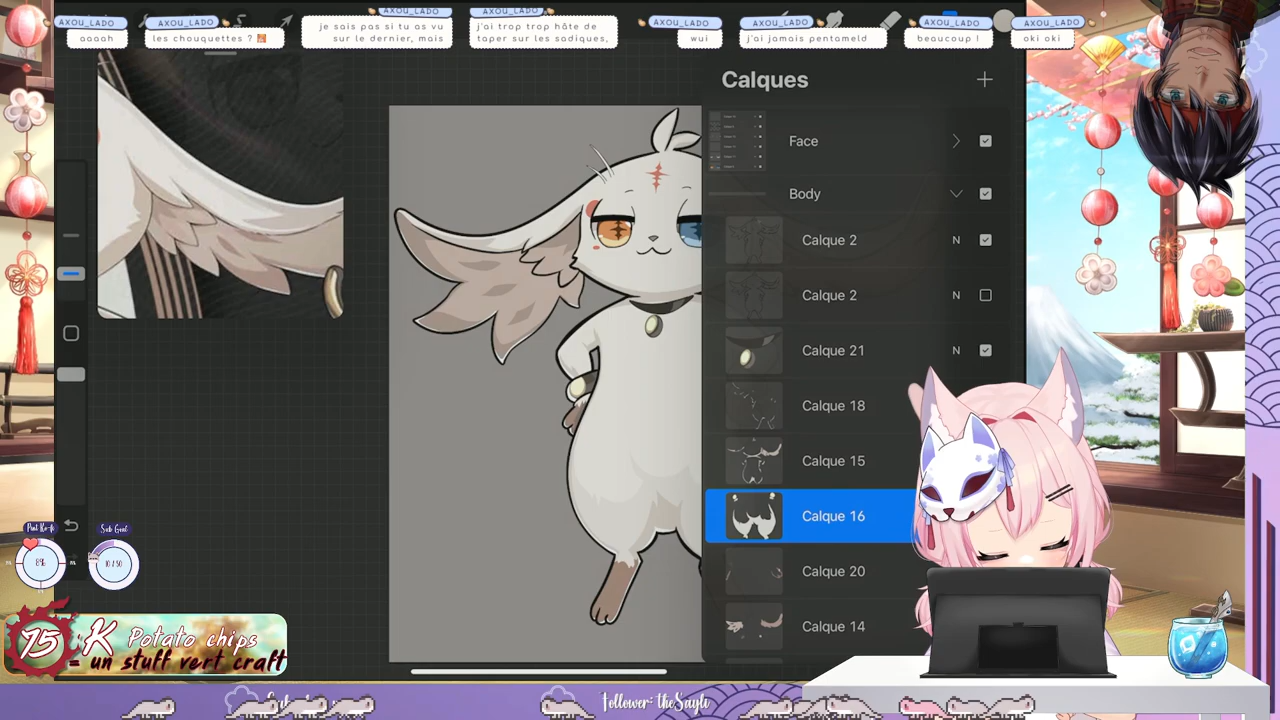 AXOU_LADO
aaaah
AXOU_LADO
les chouquettes ?
AXOU_LADO
je sais pas si tu as vu
sur le dernier, mais
AXOU_LADO
j'ai trop trop hâte de
taper sur les sadiques,
AXOU_LADO
wui
AXOU_LADO
j'ai jamais pentameld
AXOU_LADO
beaucoup !
AXOU_LADO
oki oki
Calques
Face
Body
Calque 2
N
Calque 2
N
Calque 21
N
Calque 18
Calque 15
Calque 16
Calque 20
Calque 14
Sub Goal
8%
10 / 50
75 K Potato chips
= un stuff vert craft
Follower: theSayli